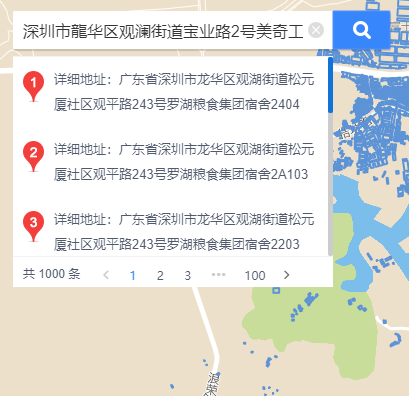 深圳市龍华区观澜街道宝业路2号美奇工
1
详细地址：广东省深圳市龙华区观湖街道松元
厦社区观平路243号罗湖粮食集团宿舍2404
2
详细地址：广东省深圳市龙华区观湖街道松元
厦社区观平路243号罗湖粮食集团宿舍2A103
3
详细地址：广东省深圳市龙华区观湖街道松元
厦社区观平路243号罗湖粮食集团宿舍2203
共 1000 条 < 1 2 3 ••• 100 >